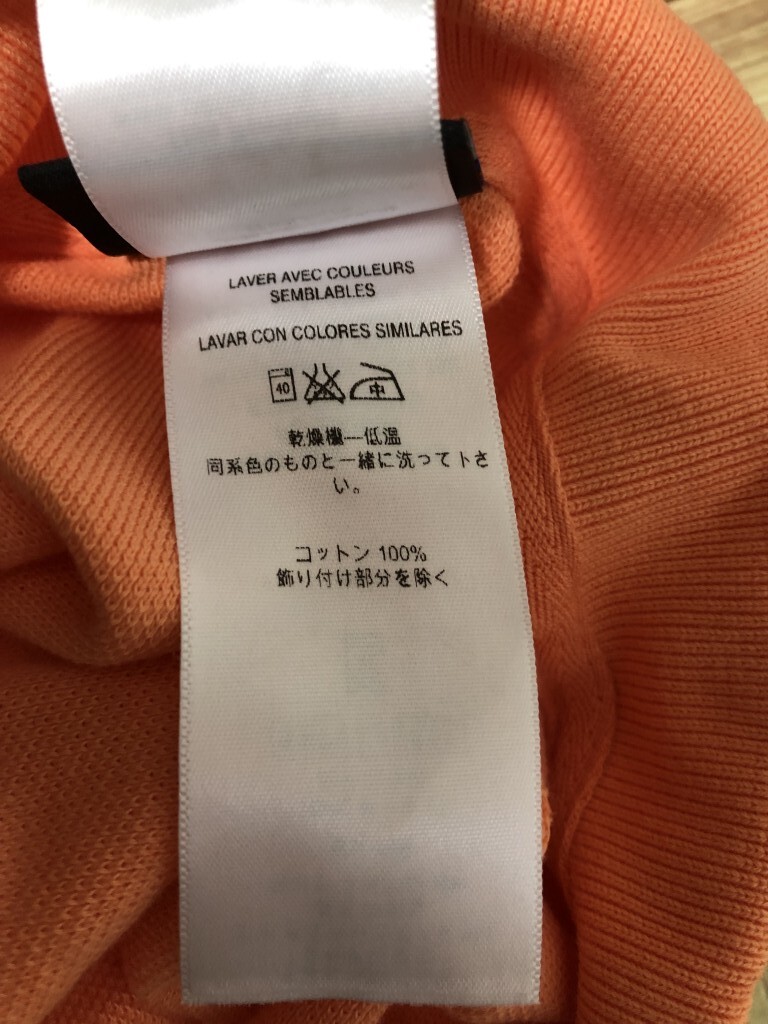 LAVER AVEC COULEURS
SEMBLABLES
LAVAR CON COLORES SIMILARES
40 中
乾燥機―低温
同系色のものと一緒に洗って下さ
い。
コットン 100%
飾り付け部分を除く